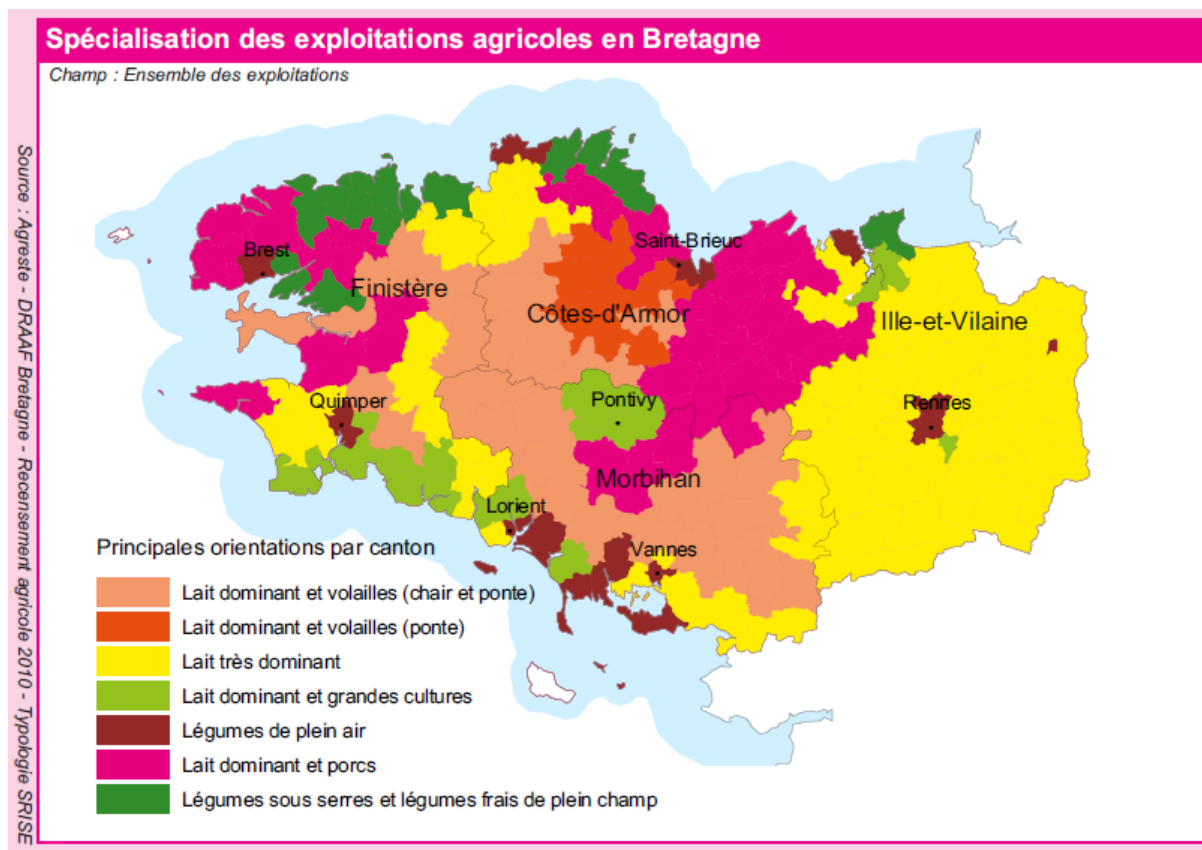 Spécialisation des exploitations agricoles en Bretagne
Champ : Ensemble des exploitations
Source : Agreste - DRAAF Bretagne - Recensement agricole 2010 - Typologie SRISE
Brest
Saint-Brieuc
Finistère
Côtes-d'Armor
Ille-et-Vilaine
Quimper
Pontivy
Rennes
Morbihan
Lorient
Vannes
Principales orientations par canton
Lait dominant et volailles (chair et ponte)
Lait dominant et volailles (ponte)
Lait très dominant
Lait dominant et grandes cultures
Légumes de plein air
Lait dominant et porcs
Légumes sous serres et légumes frais de plein champ